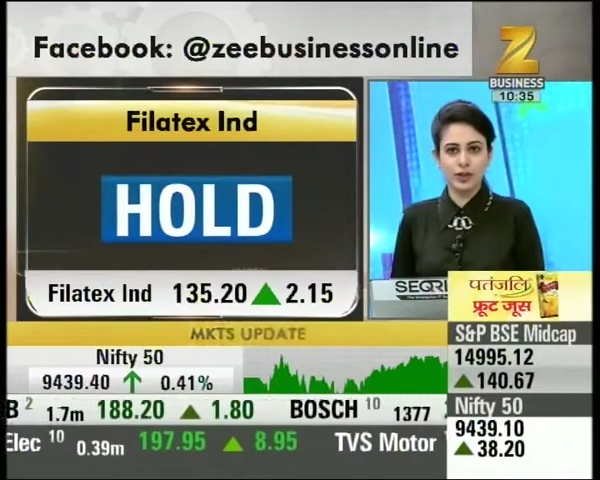 Facebook: @zeebusinessonline
Z
BUSINESS
10:35
Filatex Ind
HOLD
Filatex Ind 135.20 ▲ 2.15
पतंजलि
फ्रूट जूस
MKTS UPDATE
Nifty 50
9439.40 ↑ 0.41%
S&P BSE Midcap
14995.12
▲ 140.67
Nifty 50
9439.10
▲ 38.20
B 2 1.7m 188.20 ▲ 1.80 BOSCH 10 1377
Elec 10 0.39m 197.95 ▲ 8.95 TVS Motor